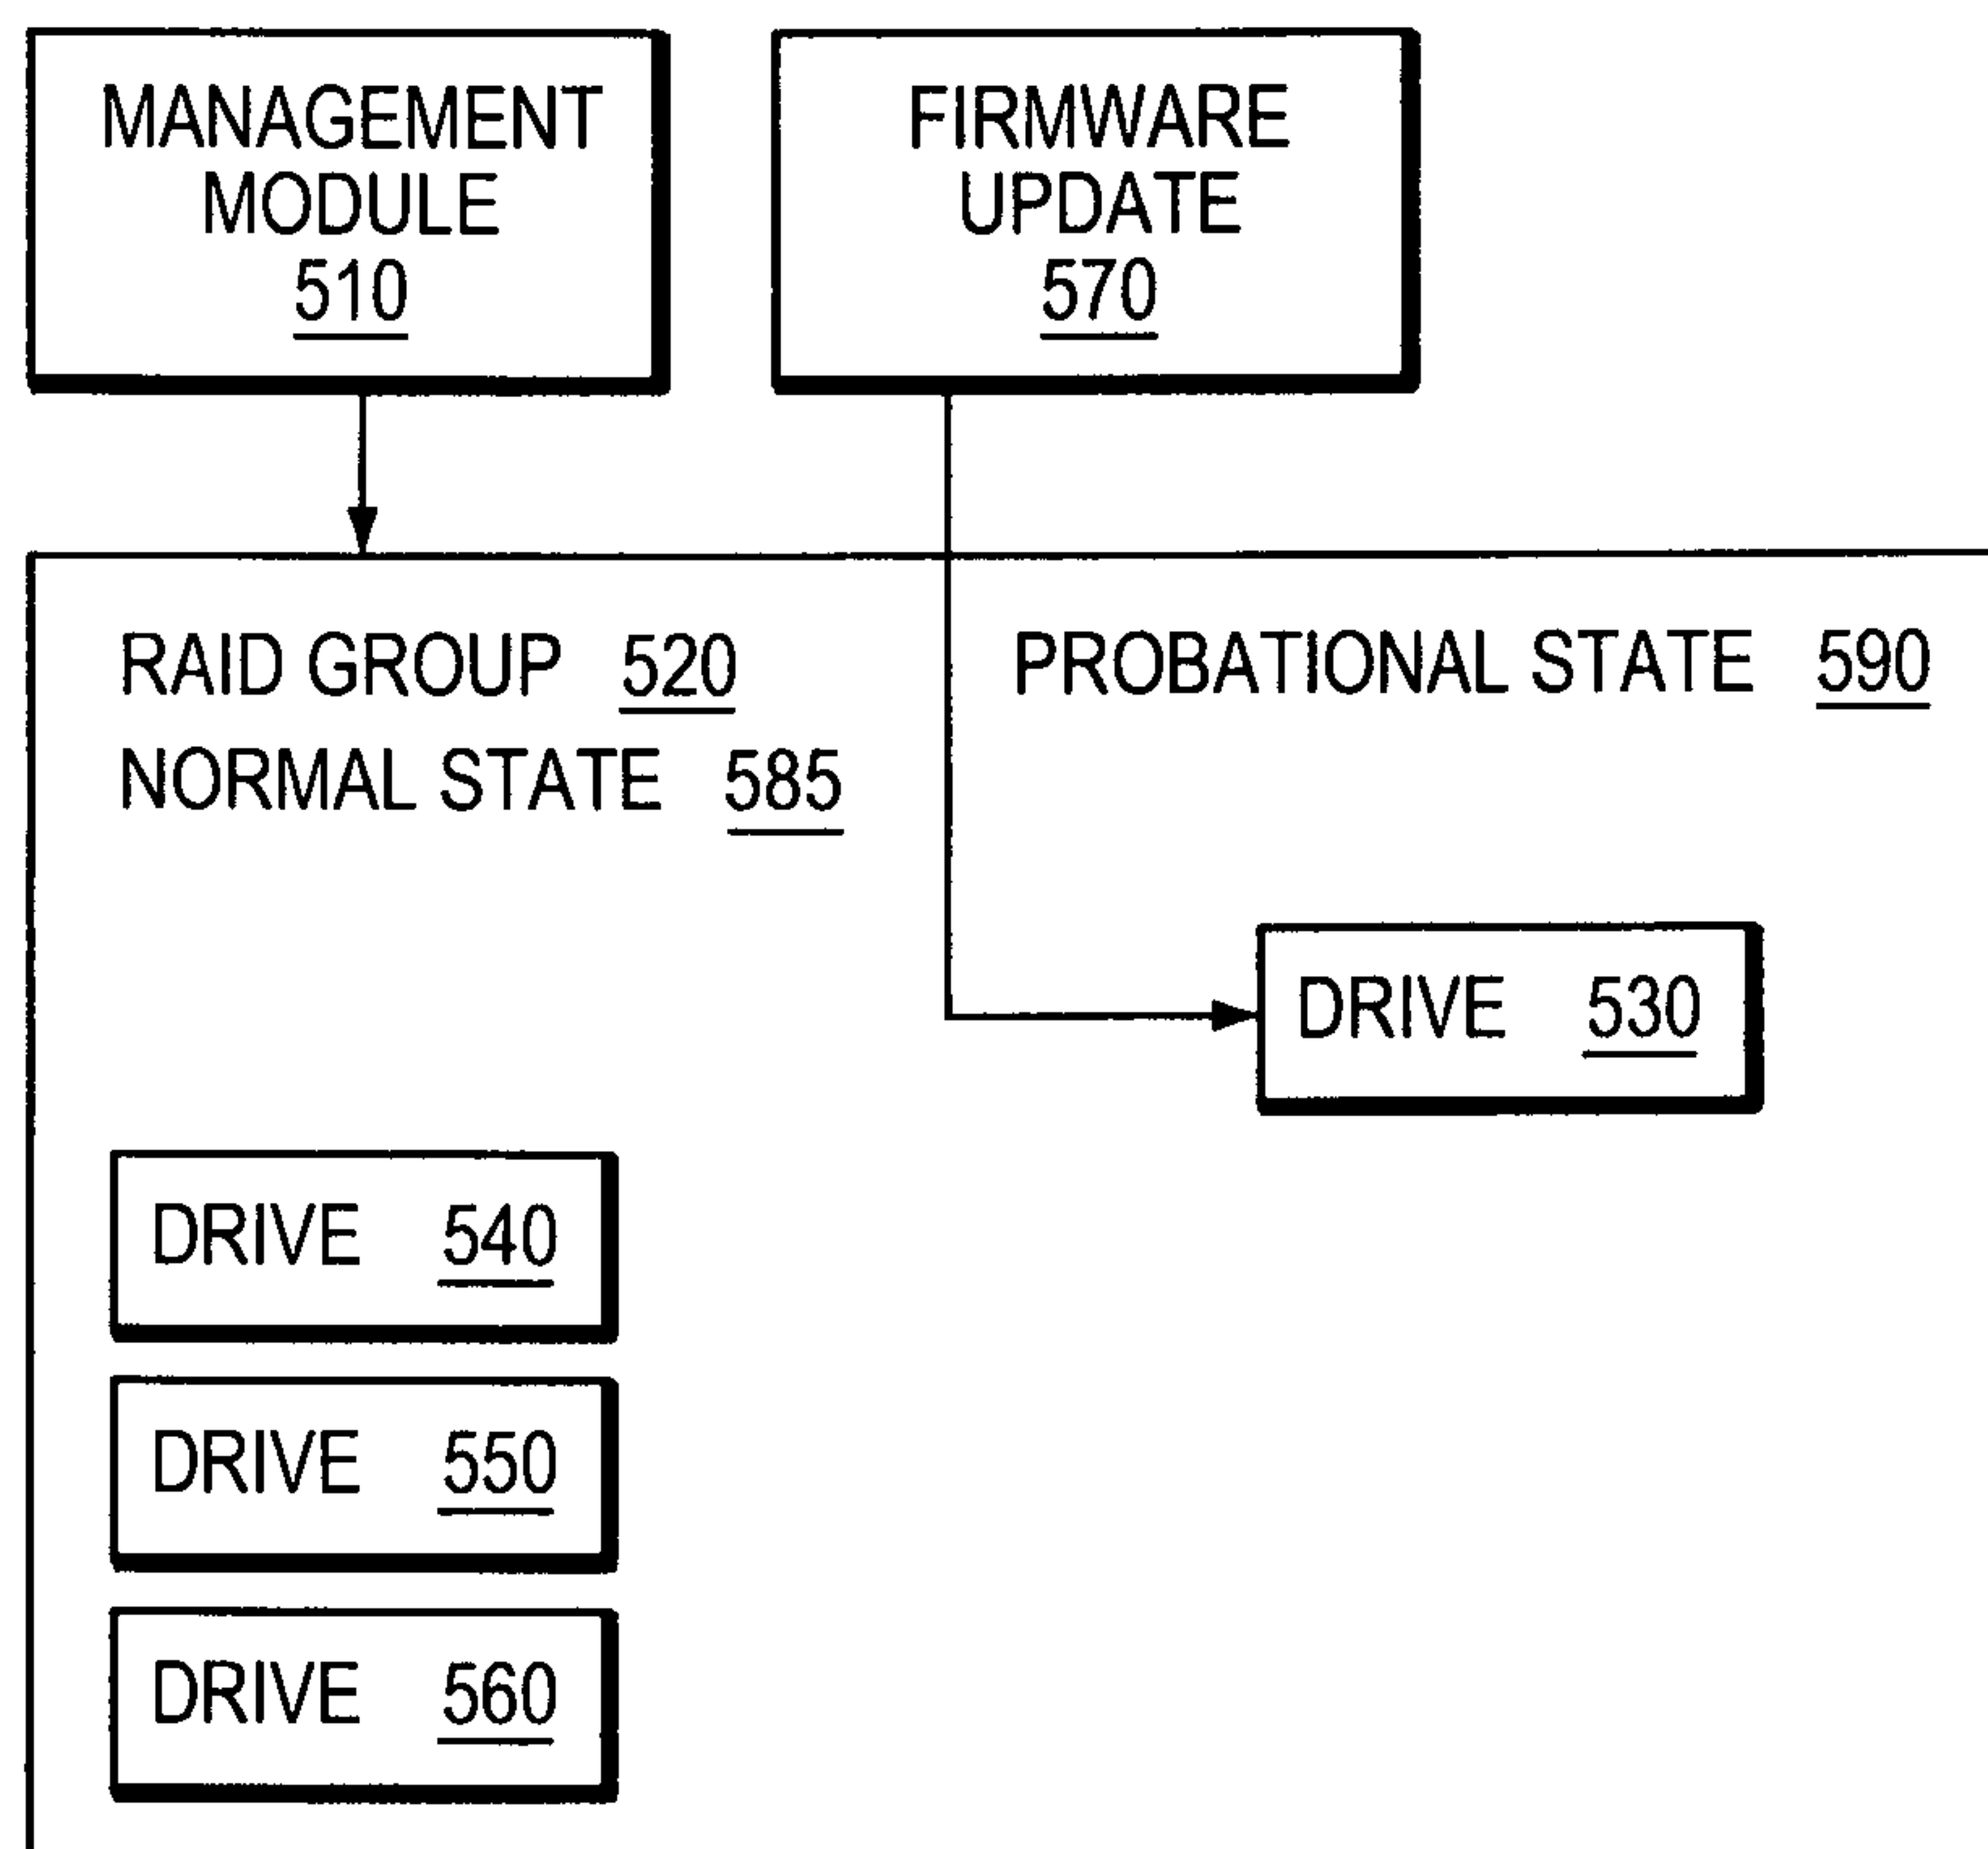 MANAGEMENT
MODULE
510
FIRMWARE
UPDATE
570
RAID GROUP 520
NORMAL STATE 585
PROBATIONAL STATE 590
DRIVE 530
DRIVE 540
DRIVE 550
DRIVE 560